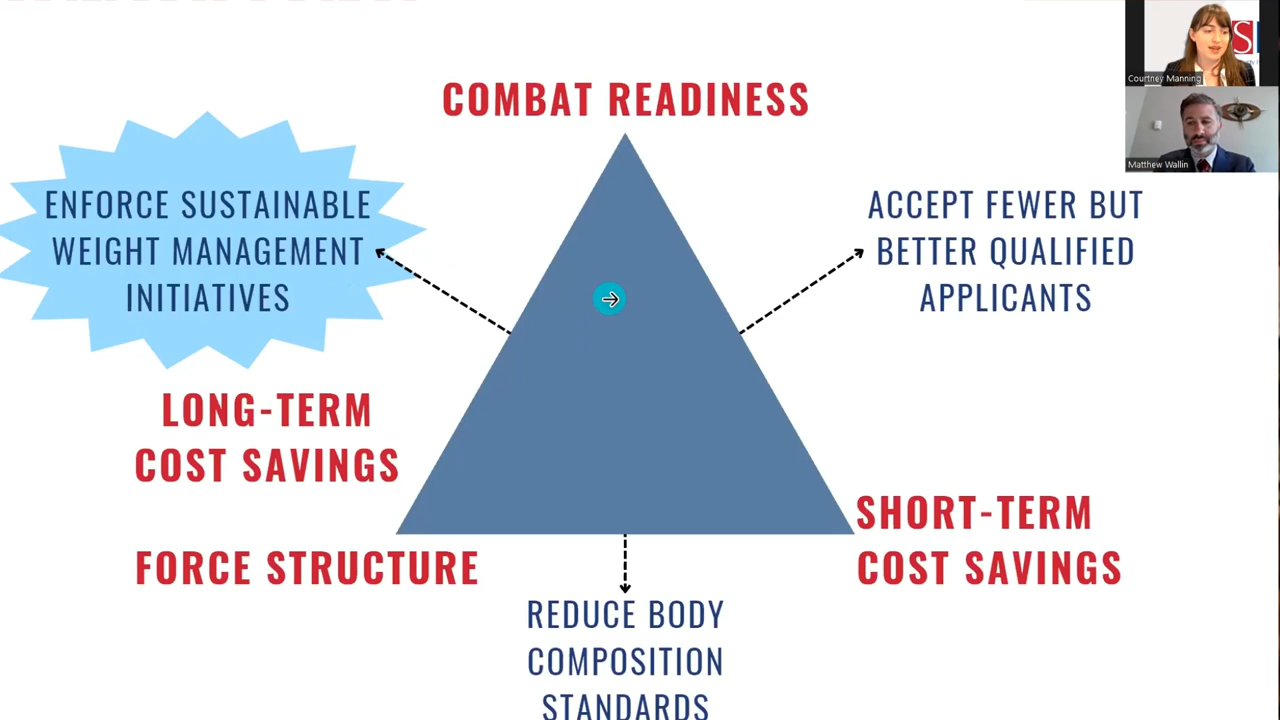 COMBAT READINESS
ENFORCE SUSTAINABLE
WEIGHT MANAGEMENT
INITIATIVES
ACCEPT FEWER BUT
BETTER QUALIFIED
APPLICANTS
LONG-TERM
COST SAVINGS
FORCE STRUCTURE
SHORT-TERM
COST SAVINGS
REDUCE BODY
COMPOSITION
STANDARDS
Courtney Manning
Matthew Wallin